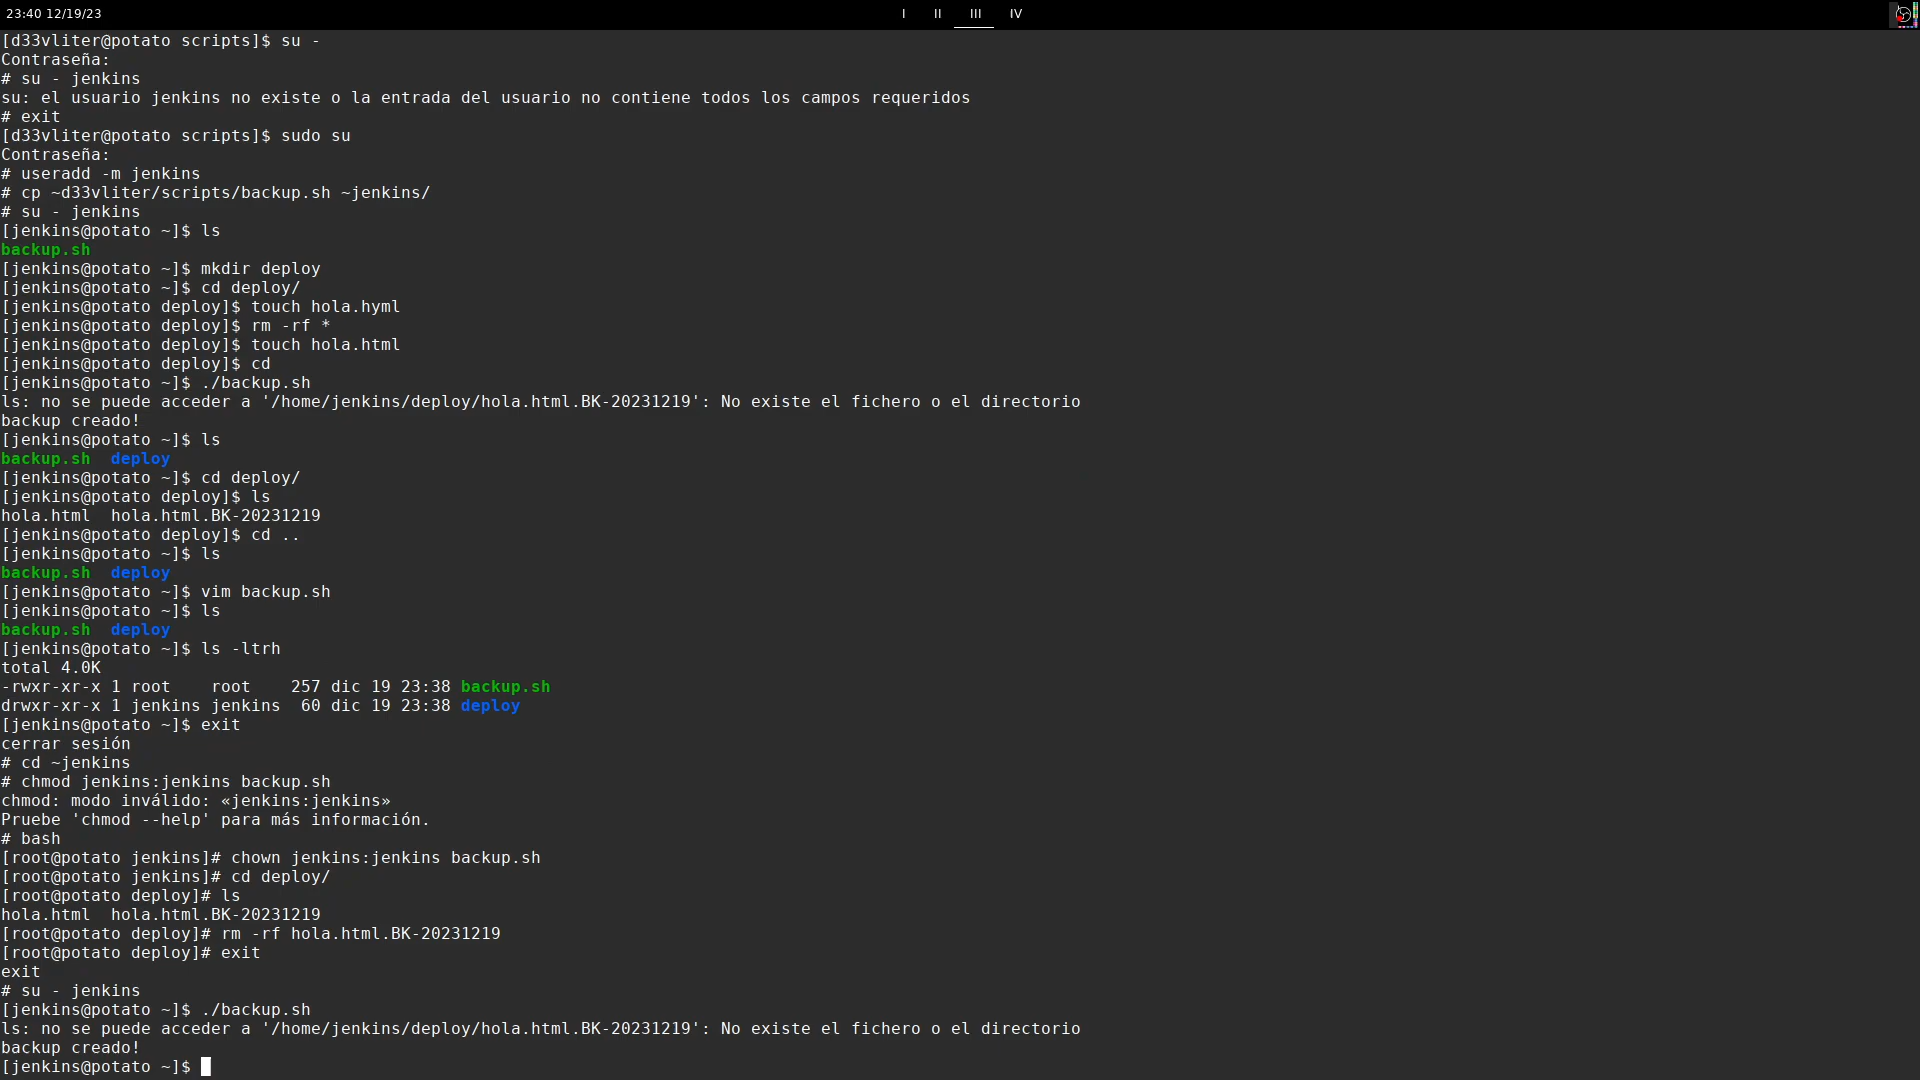 23:40 12/19/23
I II III IV
[d33vliter@potato scripts]$ su -
Contraseña:
# su - jenkins
su: el usuario jenkins no existe o la entrada del usuario no contiene todos los campos requeridos
# exit
[d33vliter@potato scripts]$ sudo su
Contraseña:
# useradd -m jenkins
# cp ~d33vliter/scripts/backup.sh ~jenkins/
# su - jenkins
[jenkins@potato ~]$ ls
backup.sh
[jenkins@potato ~]$ mkdir deploy
[jenkins@potato ~]$ cd deploy/
[jenkins@potato deploy]$ touch hola.hyml
[jenkins@potato deploy]$ rm -rf *
[jenkins@potato deploy]$ touch hola.html
[jenkins@potato deploy]$ cd
[jenkins@potato ~]$ ./backup.sh
ls: no se puede acceder a '/home/jenkins/deploy/hola.html.BK-20231219': No existe el fichero o el directorio
backup creado!
[jenkins@potato ~]$ ls
backup.sh  deploy
[jenkins@potato ~]$ cd deploy/
[jenkins@potato deploy]$ ls
hola.html  hola.html.BK-20231219
[jenkins@potato deploy]$ cd ..
[jenkins@potato ~]$ ls
backup.sh  deploy
[jenkins@potato ~]$ vim backup.sh
[jenkins@potato ~]$ ls
backup.sh  deploy
[jenkins@potato ~]$ ls -ltrh
total 4.0K
-rwxr-xr-x 1 root    root    257 dic 19 23:38 backup.sh
drwxr-xr-x 1 jenkins jenkins  60 dic 19 23:38 deploy
[jenkins@potato ~]$ exit
cerrar sesión
# cd ~jenkins
# chmod jenkins:jenkins backup.sh
chmod: modo inválido: «jenkins:jenkins»
Pruebe 'chmod --help' para más información.
# bash
[root@potato jenkins]# chown jenkins:jenkins backup.sh
[root@potato jenkins]# cd deploy/
[root@potato deploy]# ls
hola.html  hola.html.BK-20231219
[root@potato deploy]# rm -rf hola.html.BK-20231219
[root@potato deploy]# exit
exit
# su - jenkins
[jenkins@potato ~]$ ./backup.sh
ls: no se puede acceder a '/home/jenkins/deploy/hola.html.BK-20231219': No existe el fichero o el directorio
backup creado!
[jenkins@potato ~]$